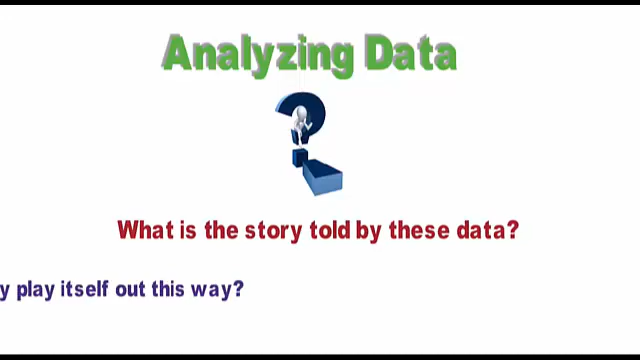 Analyzing Data
What is the story told by these data?
y play itself out this way?